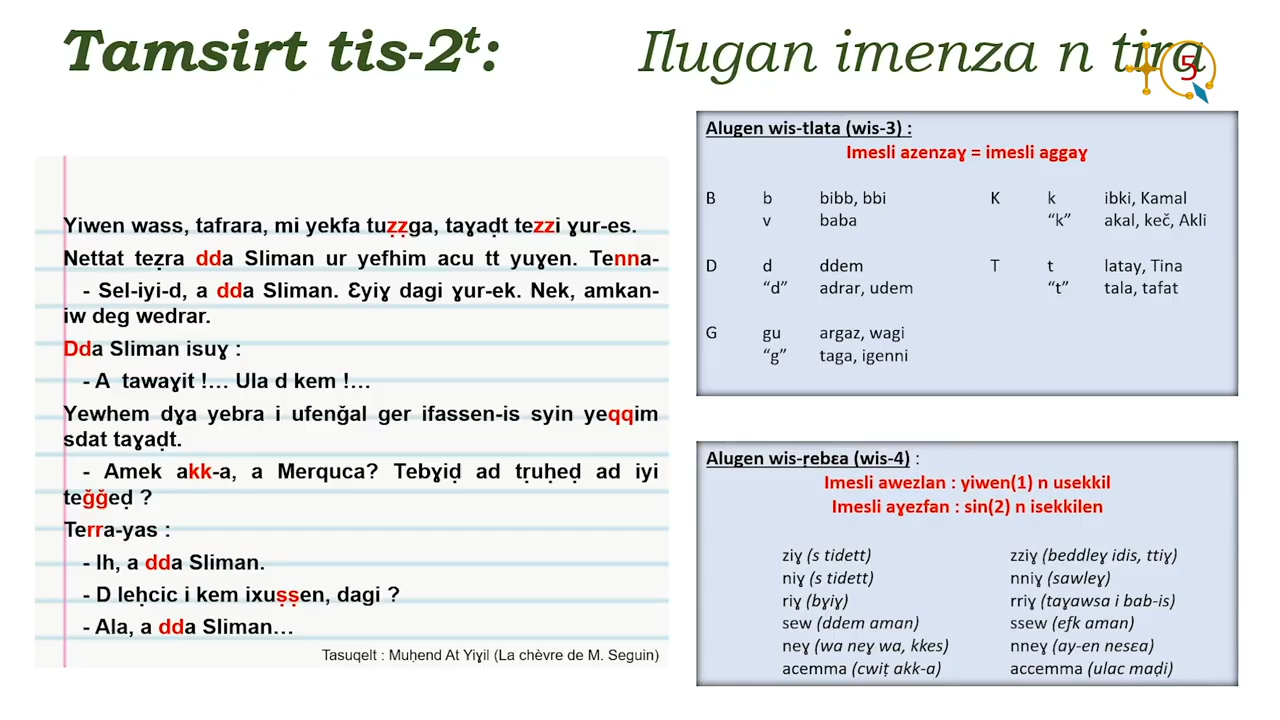 Tamsirt tis-2ᵗ: Ilugan imenza n tira
5
Yiwen wass, tafrara, mi yekfa tuẓẓga, taɣaḍt tezzi ɣur-es.
Nettat teẓra dda Sliman ur yefhim acu tt yuɣen. Tenna-
- Sel-iyi-d, a dda Sliman. Ɛyiɣ dagi ɣur-ek. Nek, amkan-
iw deg wedrar.
Dda Sliman isuɣ :
- A tawaɣit !… Ula d kem !…
Yewhem dɣa yebra i ufenǧal ger ifassen-is syin yeqqim
sdat taɣaḍt.
- Amek akk-a, a Merquca? Tebɣiḍ ad tṛuḥeḍ ad iyi
teǧǧeḍ ?
Terra-yas :
- Ih, a dda Sliman.
- D leḥcic i kem ixuṣṣen, dagi ?
- Ala, a dda Sliman…
Tasuqelt : Muḥend At Yiɣil (La chèvre de M. Seguin)
Alugen wis-tlata (wis-3) :
Imesli azenzaɣ = imesli aggaɣ
B b bibb, bbi K k ibki, Kamal
v baba “k” akal, keč, Akli
D d ddem T t latay, Tina
“d” adrar, udem “t” tala, tafat
G gu argaz, wagi
“g” taga, igenni
Alugen wis-ṛebɛa (wis-4) :
Imesli awezlan : yiwen(1) n usekkil
Imesli aɣezfan : sin(2) n isekkilen
ziɣ (s tidett) zziɣ (beddleɣ idis, ttiɣ)
niɣ (s tidett) nniɣ (sawleɣ)
riɣ (bɣiɣ) rriɣ (taɣawsa i bab-is)
sew (ddem aman) ssew (efk aman)
neɣ (wa neɣ wa, kkes) nneɣ (ay-en nesɛa)
acemma (cwiṭ akk-a) accemma (ulac maḍi)